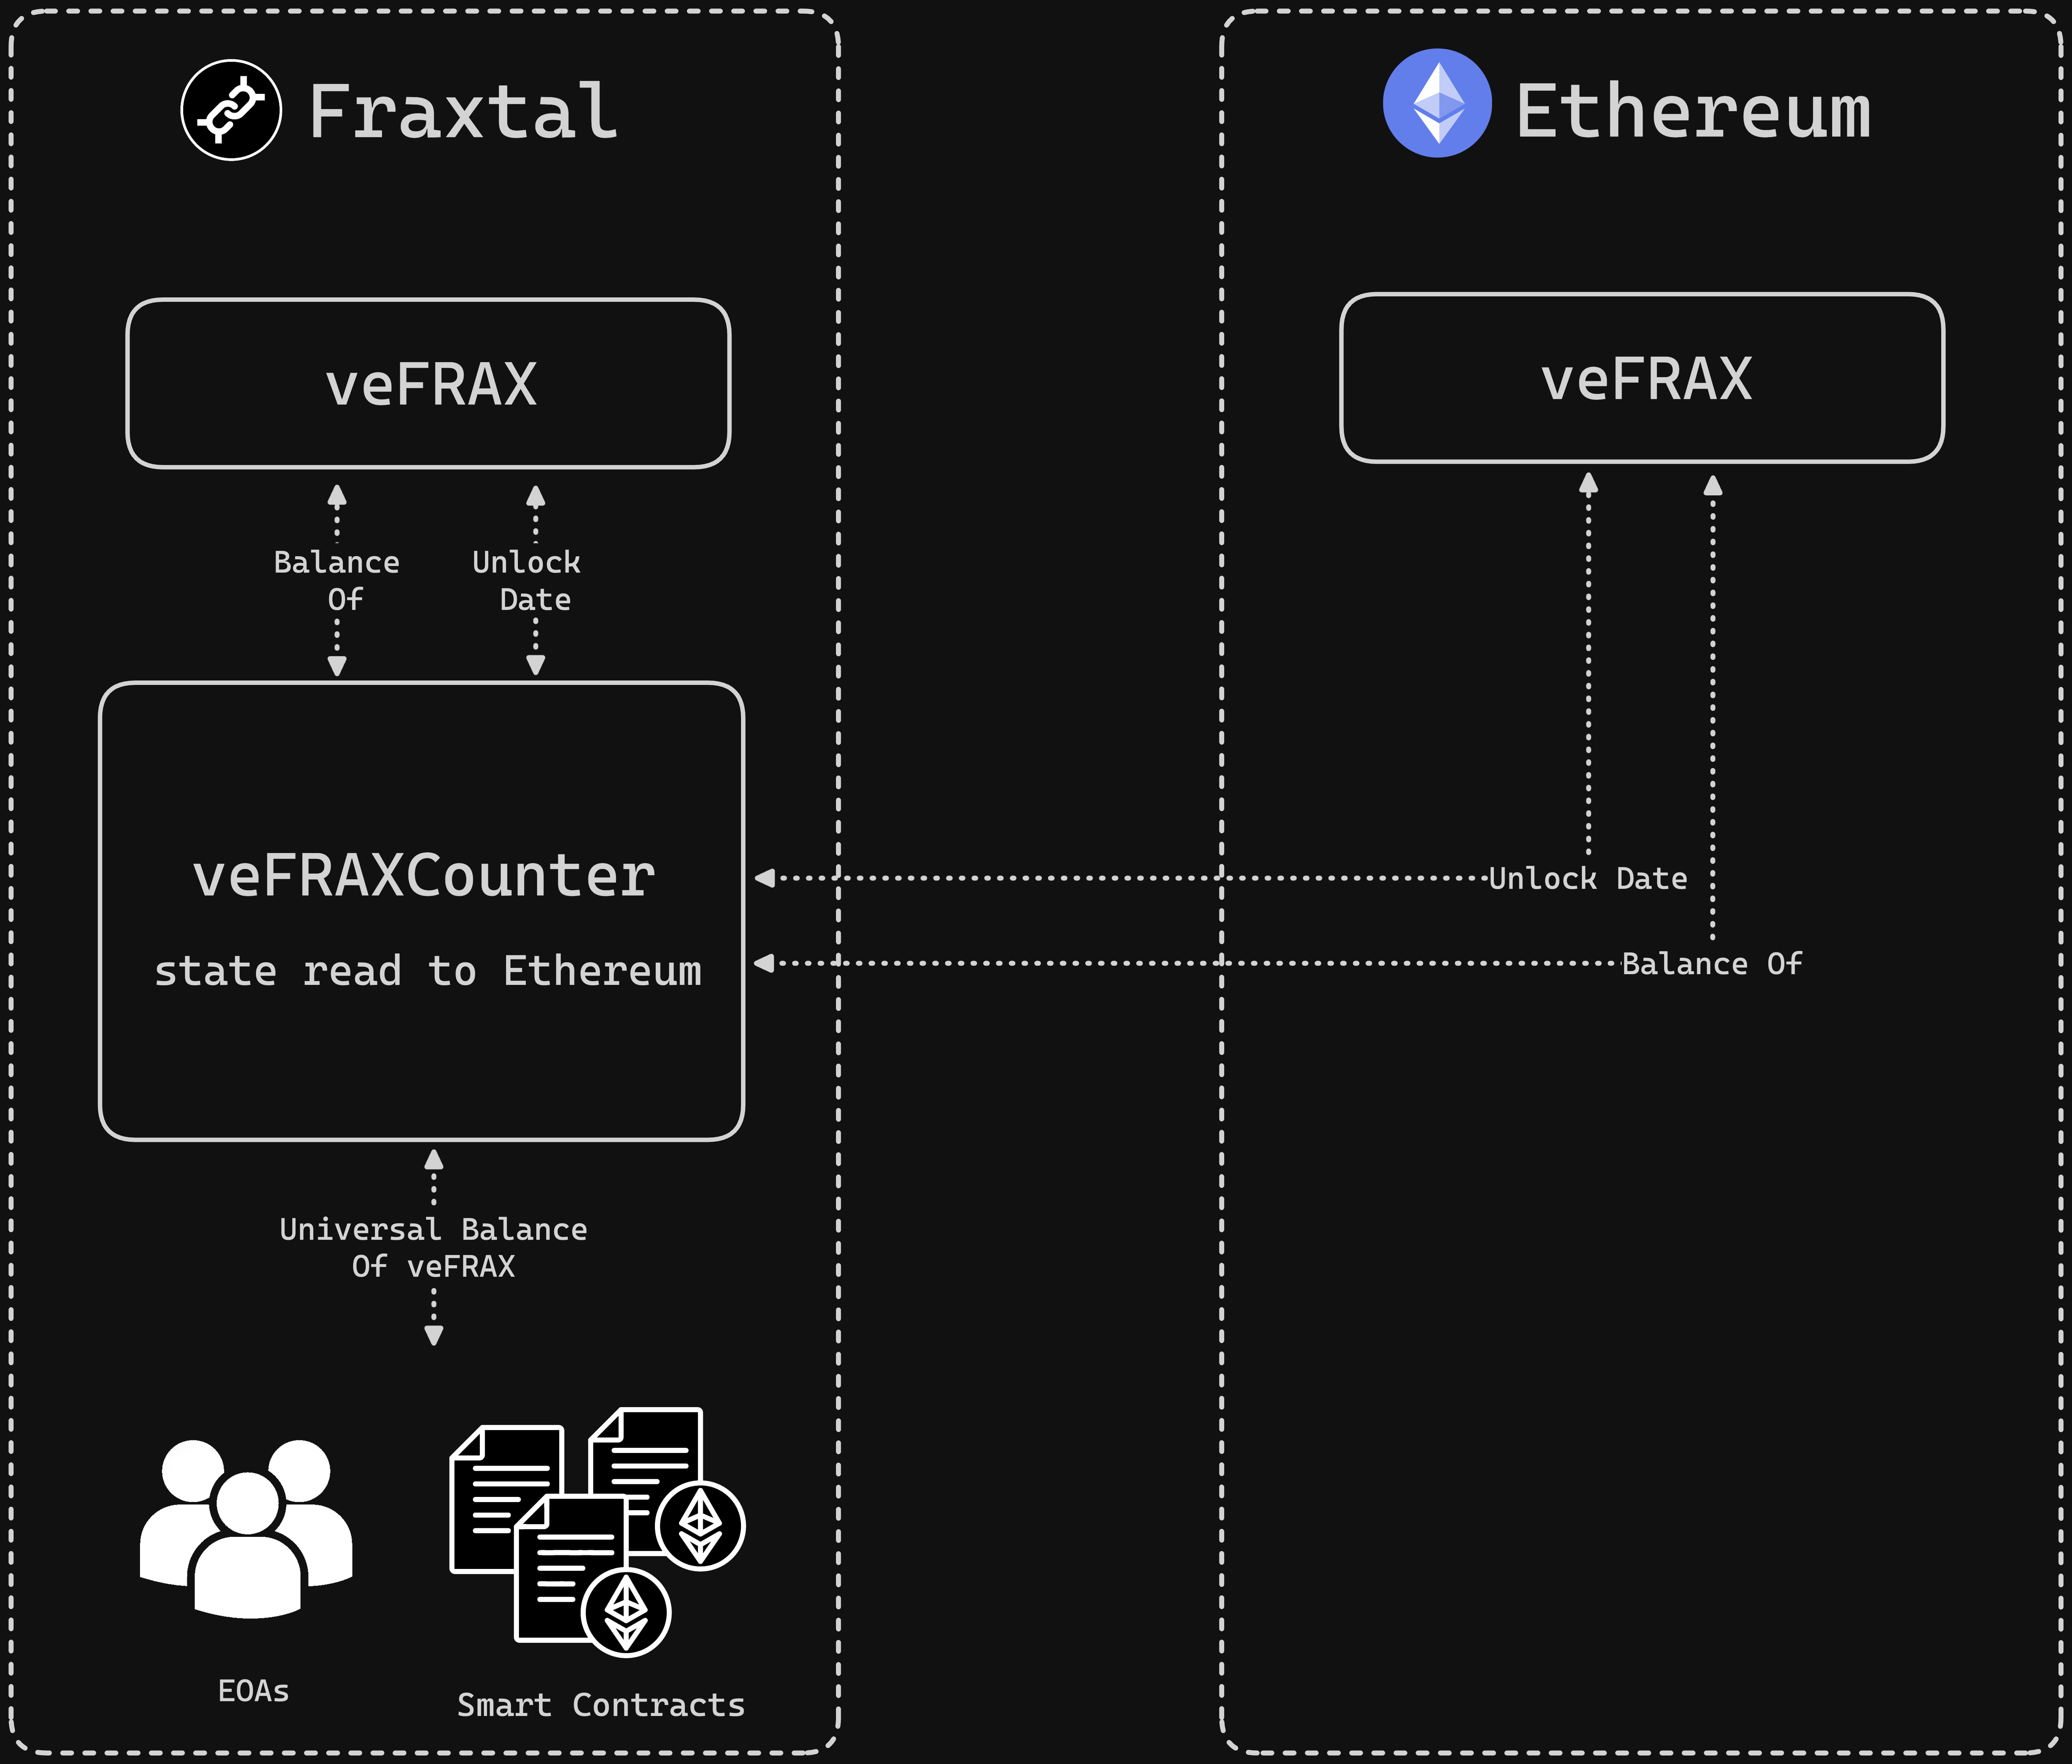 Fraxtal
Ethereum
veFRAX
veFRAX
Balance
Of
Unlock
Date
veFRAXCounter
state read to Ethereum
Unlock Date
Balance Of
Universal Balance
Of veFRAX
EOAs
Smart Contracts